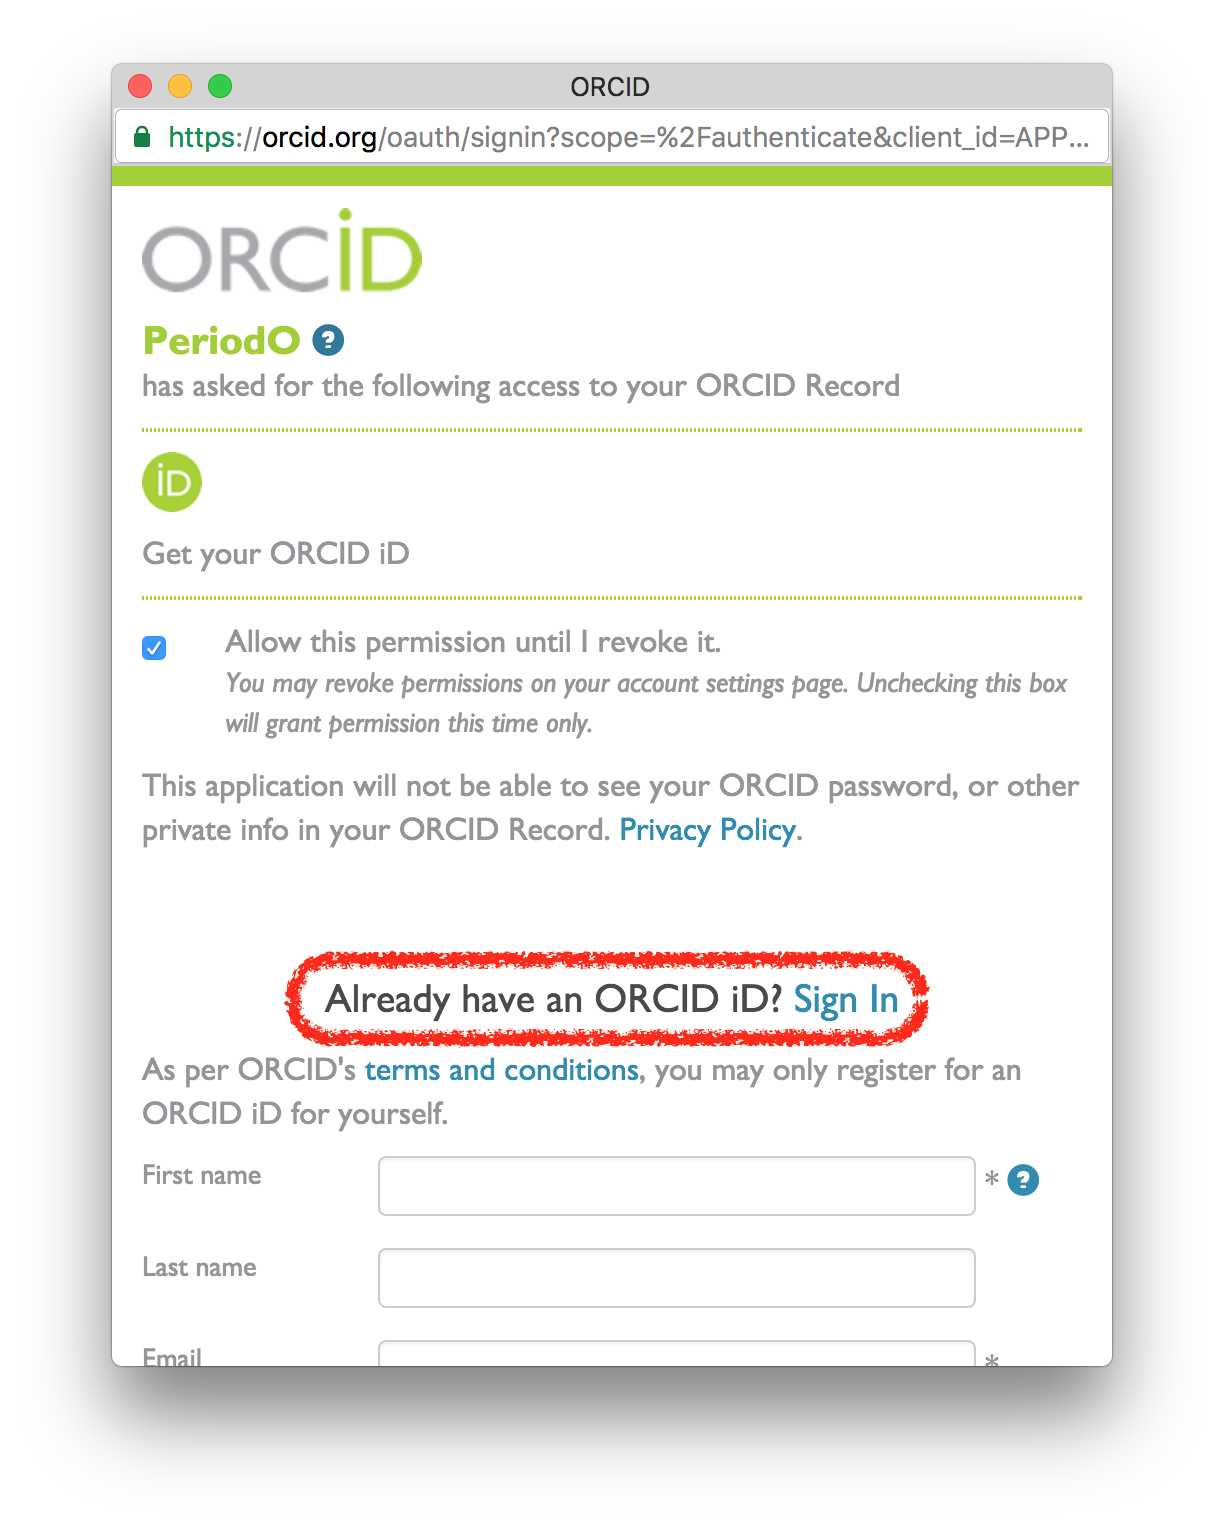 ORCID
https://orcid.org/oauth/signin?scope=%2Fauthenticate&client_id=APP...
ORCiD
PeriodO ?
has asked for the following access to your ORCID Record
iD
Get your ORCID iD
Allow this permission until I revoke it.
You may revoke permissions on your account settings page. Unchecking this box
will grant permission this time only.
This application will not be able to see your ORCID password, or other
private info in your ORCID Record. Privacy Policy.
Already have an ORCID iD? Sign In
As per ORCID's terms and conditions, you may only register for an
ORCID iD for yourself.
First name * ?
Last name
Email *